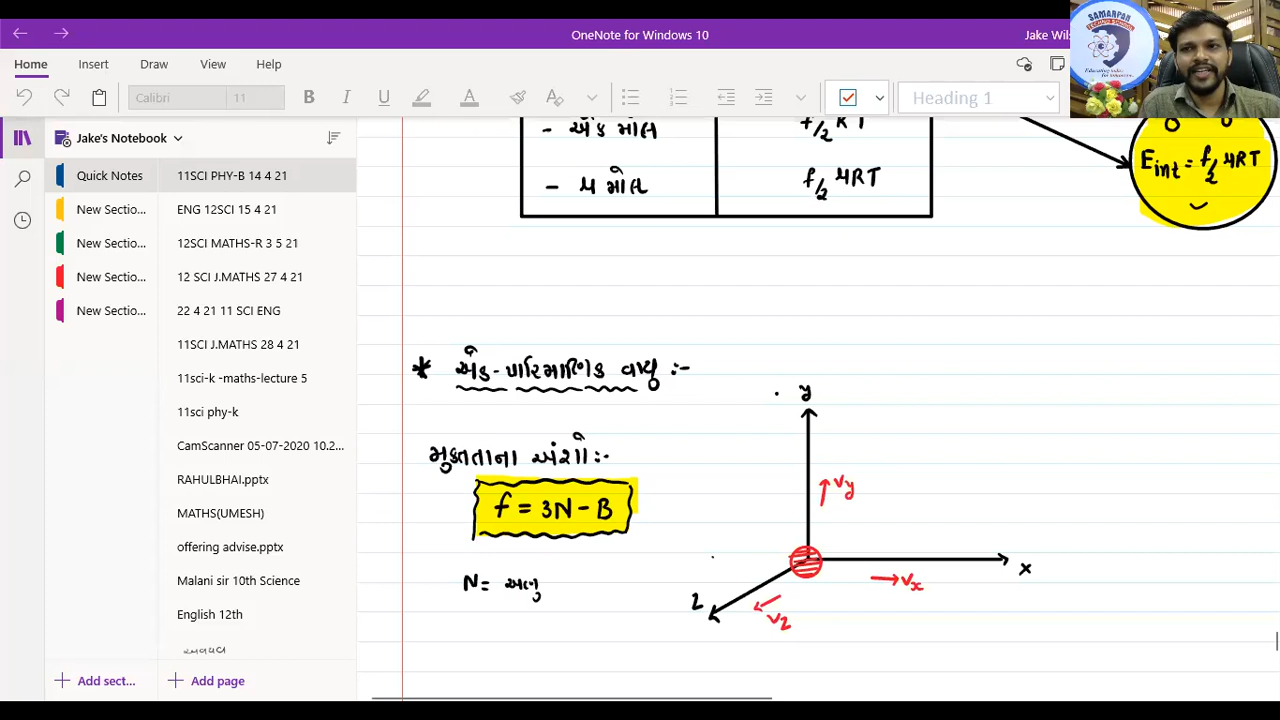 OneNote for Windows 10
Jake Wil
SAMARPAN
Home Insert Draw View Help
Calibri 11 B I U A Heading 1
Jake's Notebook
Quick Notes
New Sectio...
New Sectio...
New Sectio...
New Sectio...
11SCI PHY-B 14 4 21
ENG 12SCI 15 4 21
12SCI MATHS-R 3 5 21
12 SCI J.MATHS 27 4 21
22 4 21 11 SCI ENG
11SCI J.MATHS 28 4 21
11sci-k -maths-lecture 5
11sci phy-k
CamScanner 05-07-2020 10.2...
RAHULBHAI.pptx
MATHS(UMESH)
offering advise.pptx
Malani sir 10th Science
English 12th
અવયવ
Add sect...
Add page
- એક મોલ f/2 RT
- μ મોલ f/2 μRT
Eint = f/2 μRT
* એક-પારિમાણિક વાયુ :-
મુક્તતાના અંશો :-
f = 3N - B
N = અણુ
y
vy
x
vx
z
vz